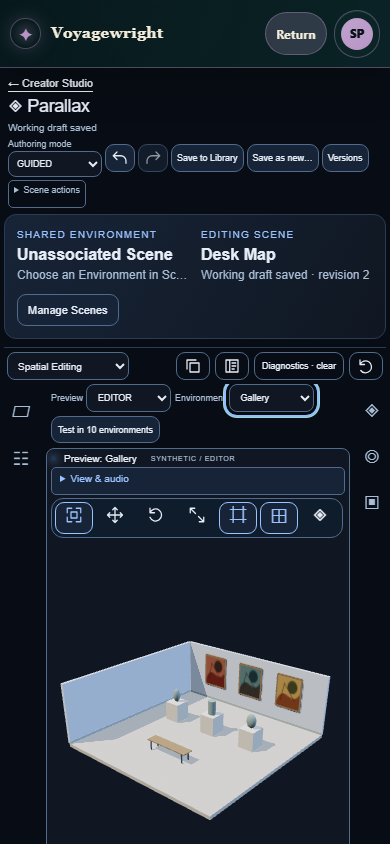 Voyagewright
Return
SP
← Creator Studio
Parallax
Working draft saved
Authoring mode
GUIDED
Save to Library
Save as new...
Versions
Scene actions
SHARED ENVIRONMENT
Unassociated Scene
Choose an Environment in Sc...
EDITING SCENE
Desk Map
Working draft saved · revision 2
Manage Scenes
Spatial Editing
Diagnostics · clear
Preview
EDITOR
Environmen
Gallery
Test in 10 environments
Preview: Gallery
SYNTHETIC / EDITOR
View & audio